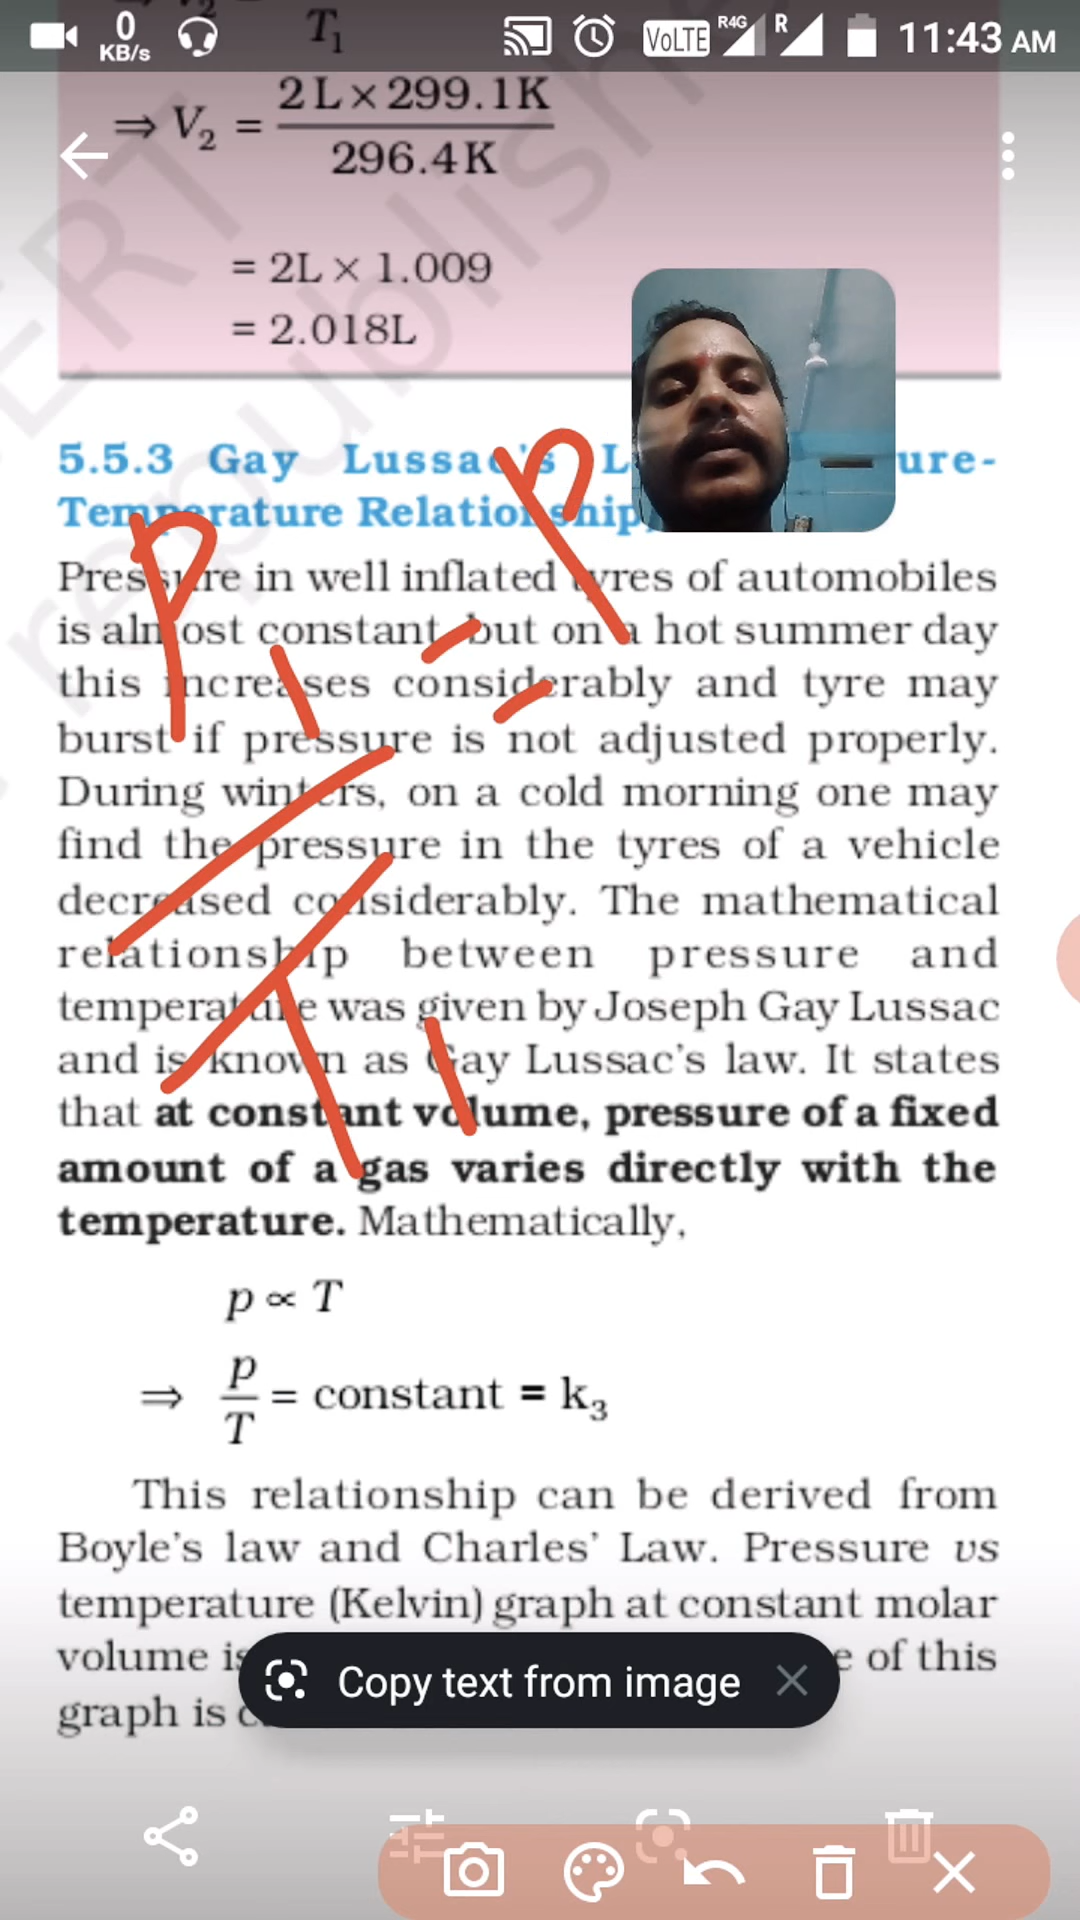 0
KB/s
VoLTE R4G R 11:43 AM
T₁
⇒ V₂ = 2 L × 299.1K
296.4 K
= 2L × 1.009
= 2.018L
5.5.3 Gay Lussac's ure-
Temperature Relationship
Pressure in well inflated tyres of automobiles
is almost constant, but on a hot summer day
this increases considerably and tyre may
burst if pressure is not adjusted properly.
During winters, on a cold morning one may
find the pressure in the tyres of a vehicle
decreased considerably. The mathematical
relationship between pressure and
temperature was given by Joseph Gay Lussac
and is known as Gay Lussac's law. It states
that at constant volume, pressure of a fixed
amount of a gas varies directly with the
temperature. Mathematically,
p ∝ T
⇒ p = constant = k₃
T
This relationship can be derived from
Boyle's law and Charles' Law. Pressure vs
temperature (Kelvin) graph at constant molar
volume is e of this
graph is
Copy text from image
P₁ = P
T₁